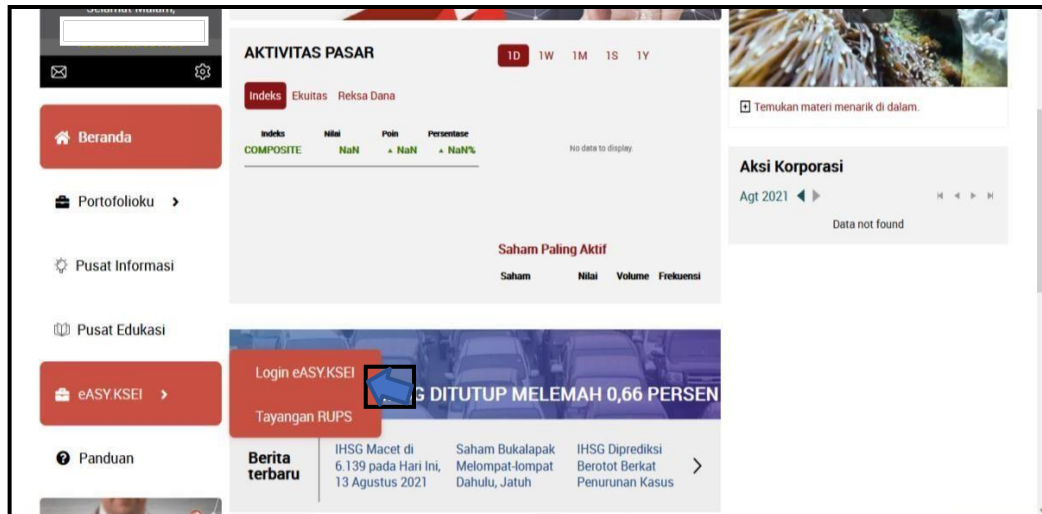 Selamat Malam,
Beranda
Portofolioku
Pusat Informasi
Pusat Edukasi
eASY.KSEI
Login eASY.KSEI
Tayangan RUPS
Panduan
AKTIVITAS PASAR
1D 1W 1M 1S 1Y
Indeks Ekuitas Reksa Dana
Indeks Nilai Poin Persentase
COMPOSITE NaN NaN NaN%
No data to display.
Saham Paling Aktif
Saham Nilai Volume Frekuensi
G DITUTUP MELEMAH 0,66 PERSEN
Berita
terbaru
IHSG Macet di
6.139 pada Hari Ini,
13 Agustus 2021
Saham Bukalapak
Melompat-lompat
Dahulu, Jatuh
IHSG Diprediksi
Berotot Berkat
Penurunan Kasus
Temukan materi menarik di dalam.
Aksi Korporasi
Agt 2021
Data not found